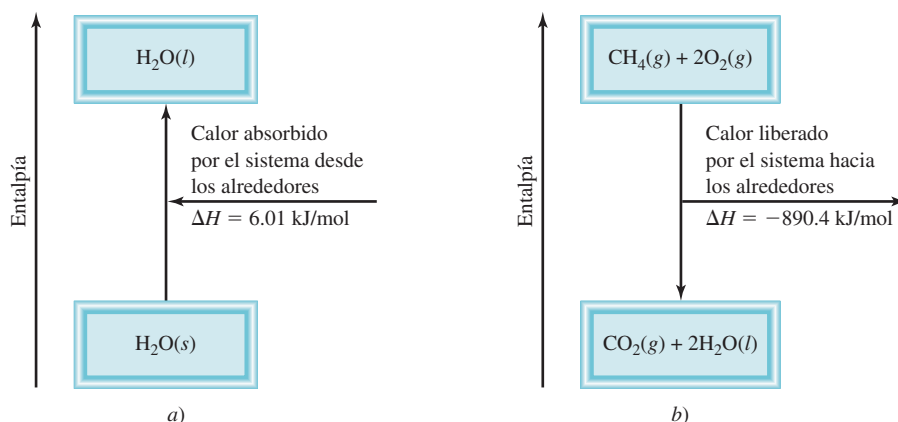 Entalpía
H₂O(l)
Calor absorbido
por el sistema desde
los alrededores
ΔH = 6.01 kJ/mol
H₂O(s)
a)
Entalpía
CH₄(g) + 2O₂(g)
Calor liberado
por el sistema hacia
los alrededores
ΔH = −890.4 kJ/mol
CO₂(g) + 2H₂O(l)
b)